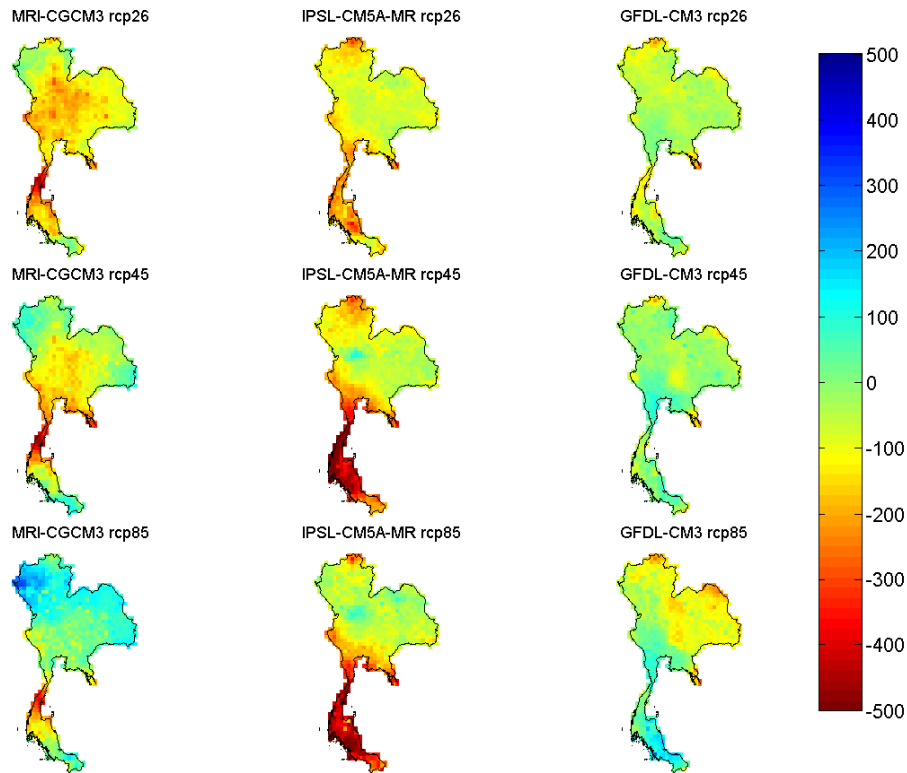 MRI-CGCM3 rcp26
IPSL-CM5A-MR rcp26
GFDL-CM3 rcp26
MRI-CGCM3 rcp45
IPSL-CM5A-MR rcp45
GFDL-CM3 rcp45
MRI-CGCM3 rcp85
IPSL-CM5A-MR rcp85
GFDL-CM3 rcp85
500
400
300
200
100
0
-100
-200
-300
-400
-500